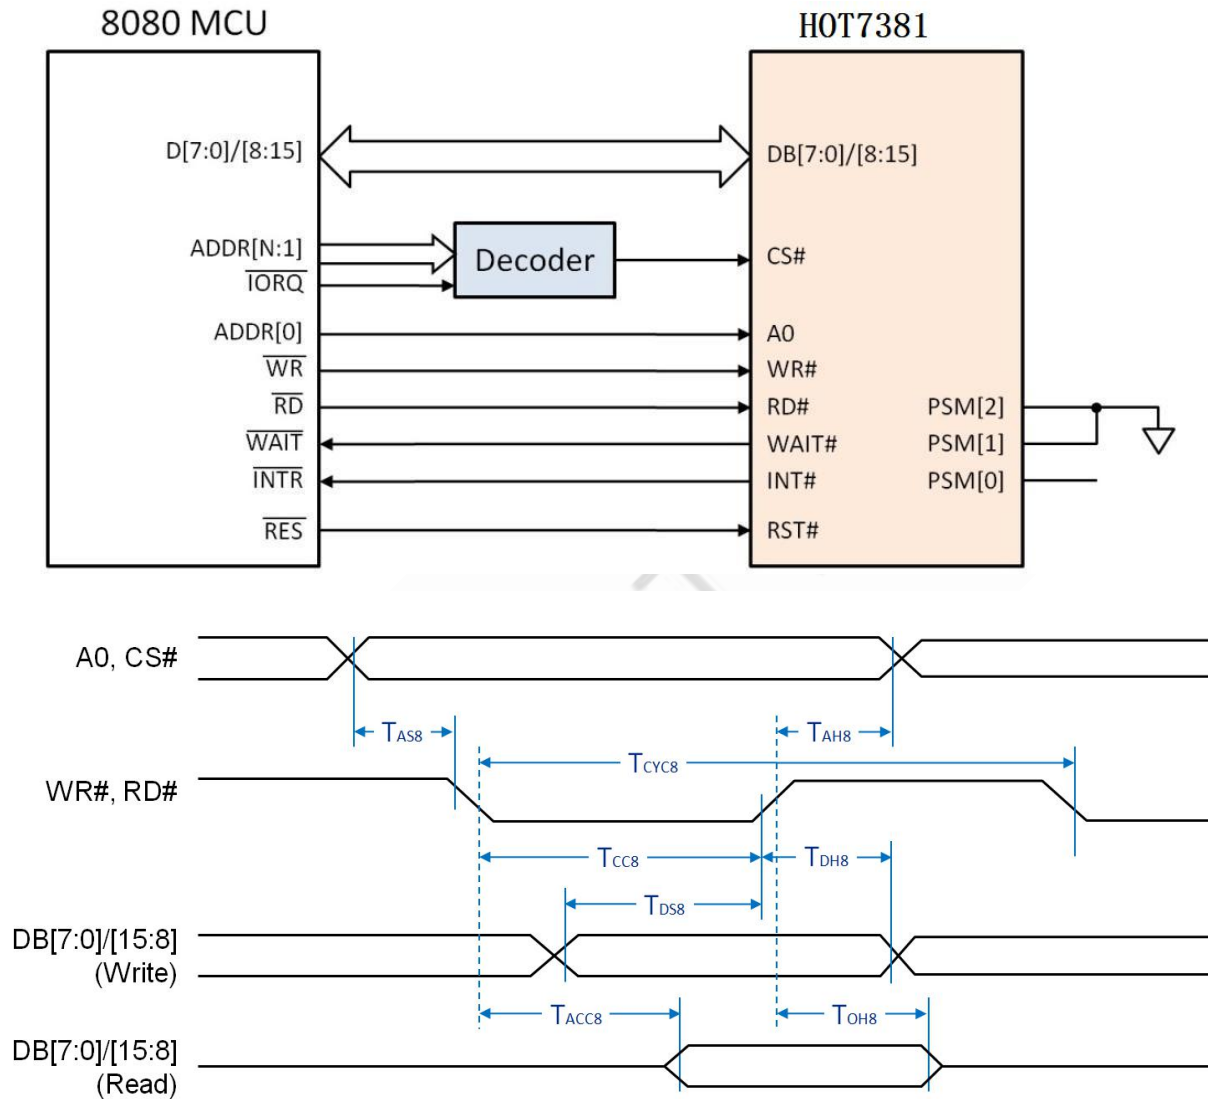 8080 MCU
HOT7381
D[7:0]/[8:15]
DB[7:0]/[8:15]
ADDR[N:1]
IORQ
Decoder
CS#
ADDR[0]
A0
WR
WR#
RD
RD#
PSM[2]
WAIT
WAIT#
PSM[1]
INTR
INT#
PSM[0]
RES
RST#
A0, CS#
TAS8
TAH8
TCYC8
WR#, RD#
TCC8
TDH8
TDS8
DB[7:0]/[15:8]
(Write)
TACC8
TOH8
DB[7:0]/[15:8]
(Read)